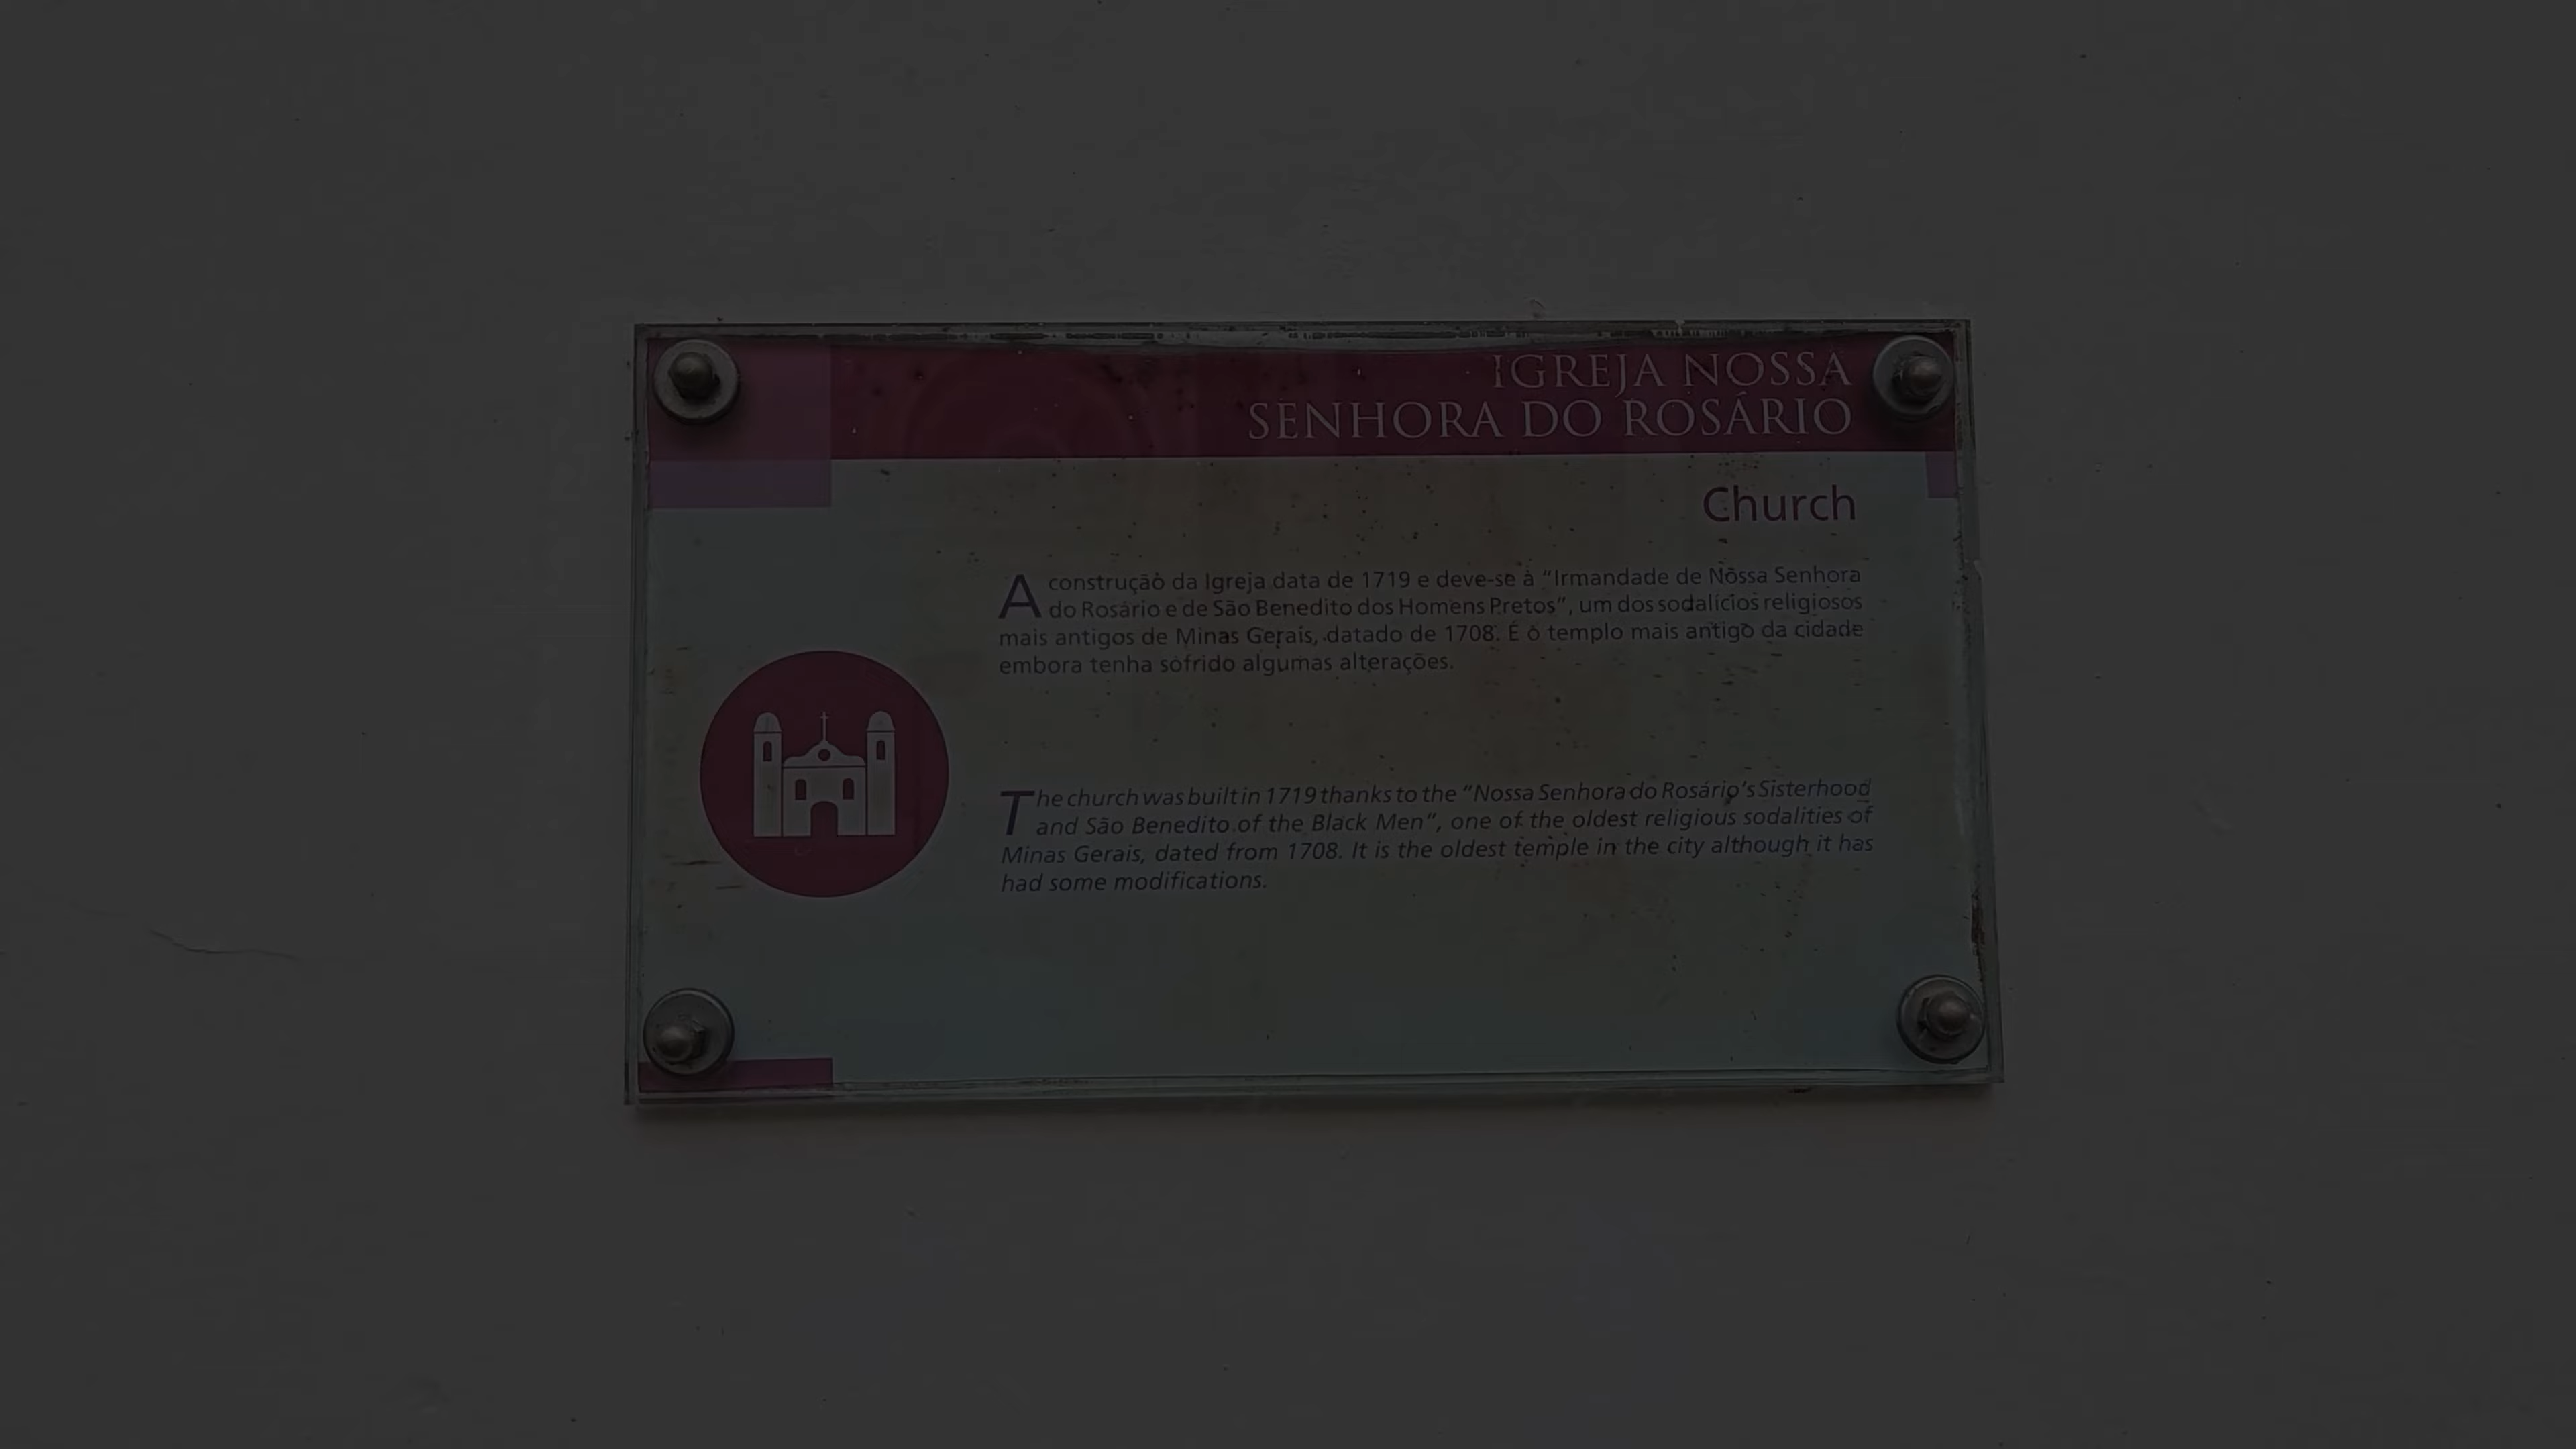 IGREJA NOSSA
SENHORA DO ROSÁRIO
Church
A construção da Igreja data de 1719 e deve-se à “Irmandade de Nossa Senhora
do Rosário e de São Benedito dos Homens Pretos”, um dos sodalícios religiosos
mais antigos de Minas Gerais, datado de 1708. É o templo mais antigo da cidade
embora tenha sofrido algumas alterações.
The church was built in 1719 thanks to the “Nossa Senhora do Rosário’s Sisterhood
and São Benedito of the Black Men”, one of the oldest religious sodalities of
Minas Gerais, dated from 1708. It is the oldest temple in the city although it has
had some modifications.